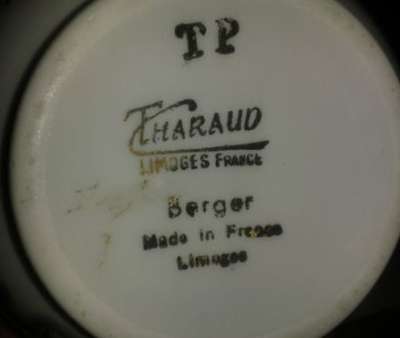 TP
THARAUD
LIMOGES FRANCE
Berger
Made in France
Limoges